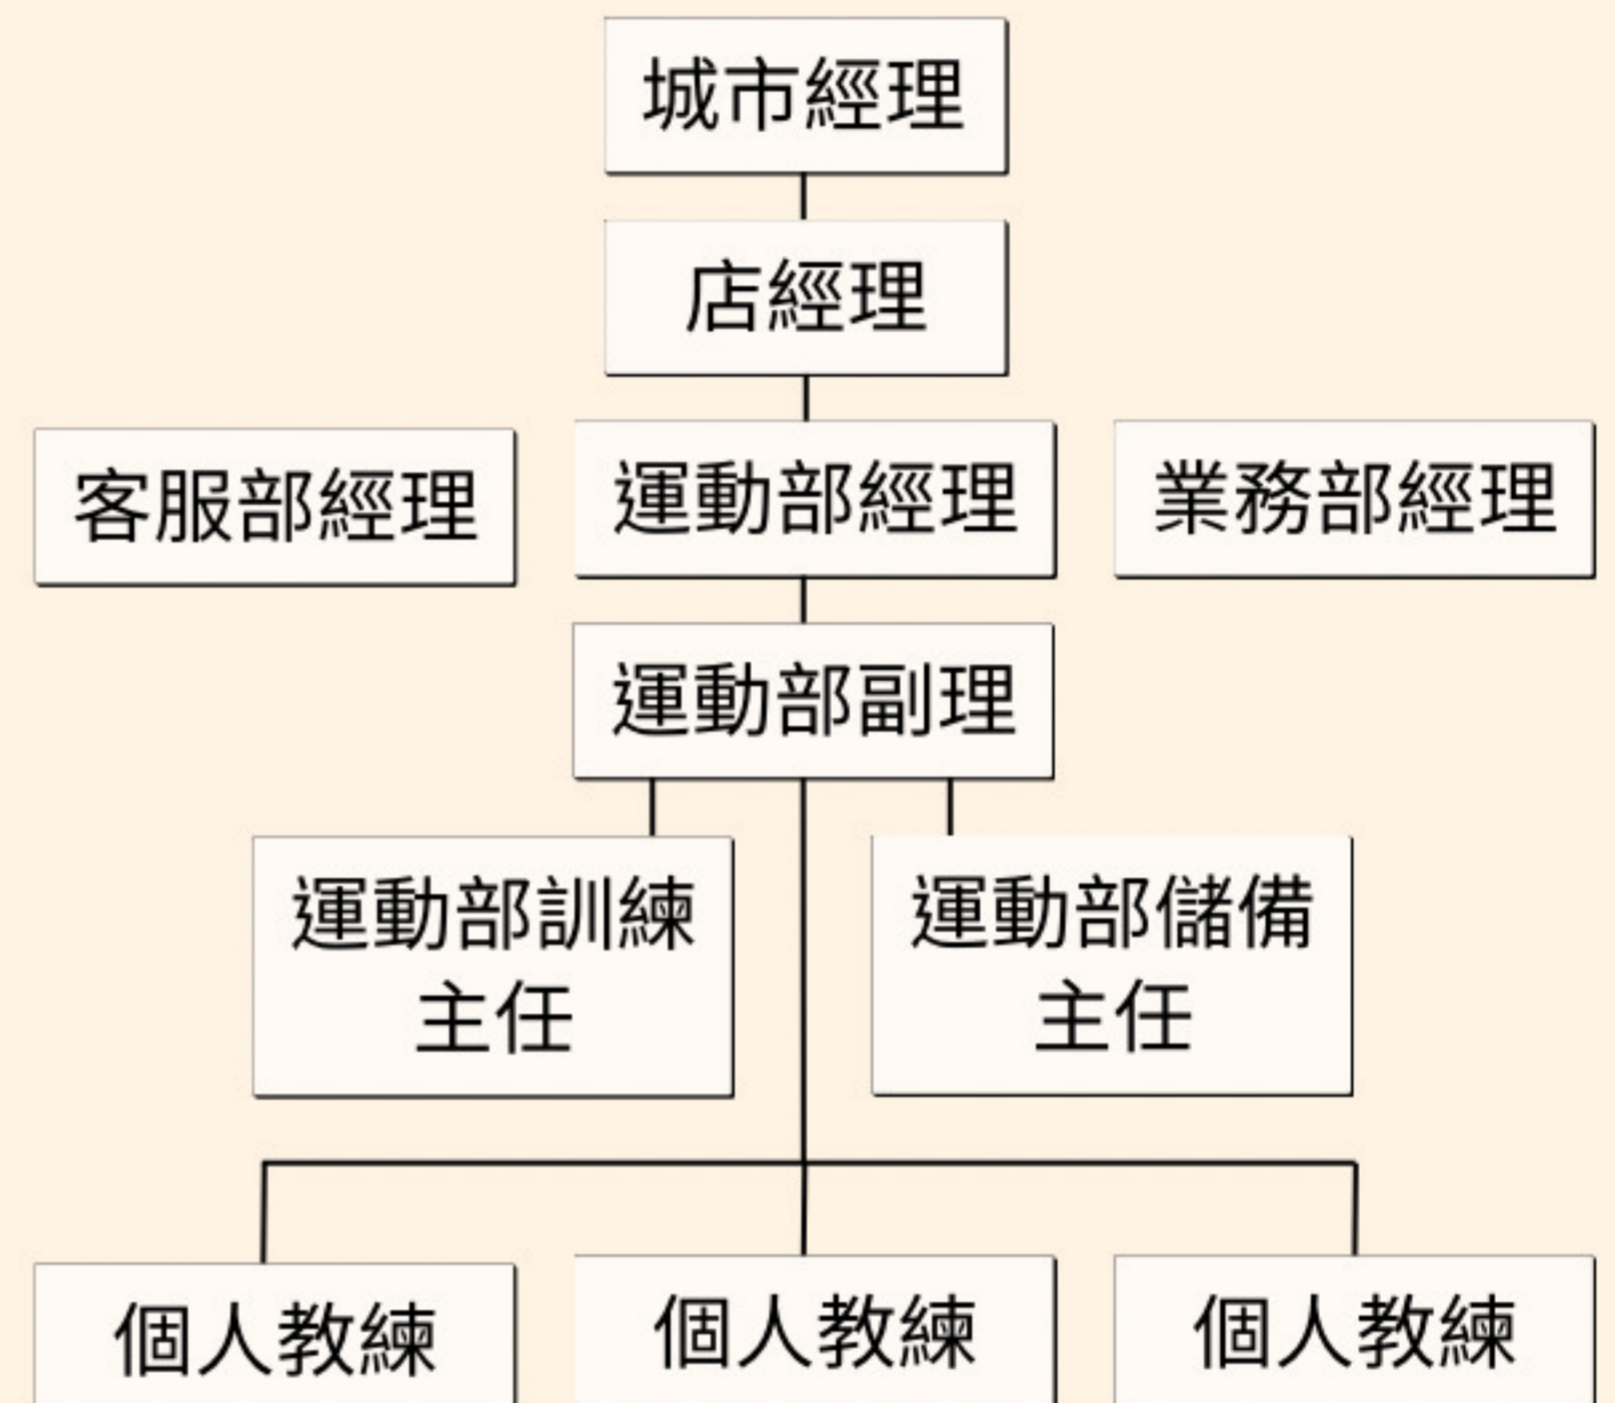 城市經理
店經理
客服部經理
運動部經理
業務部經理
運動部副理
運動部訓練
主任
運動部儲備
主任
個人教練
個人教練
個人教練